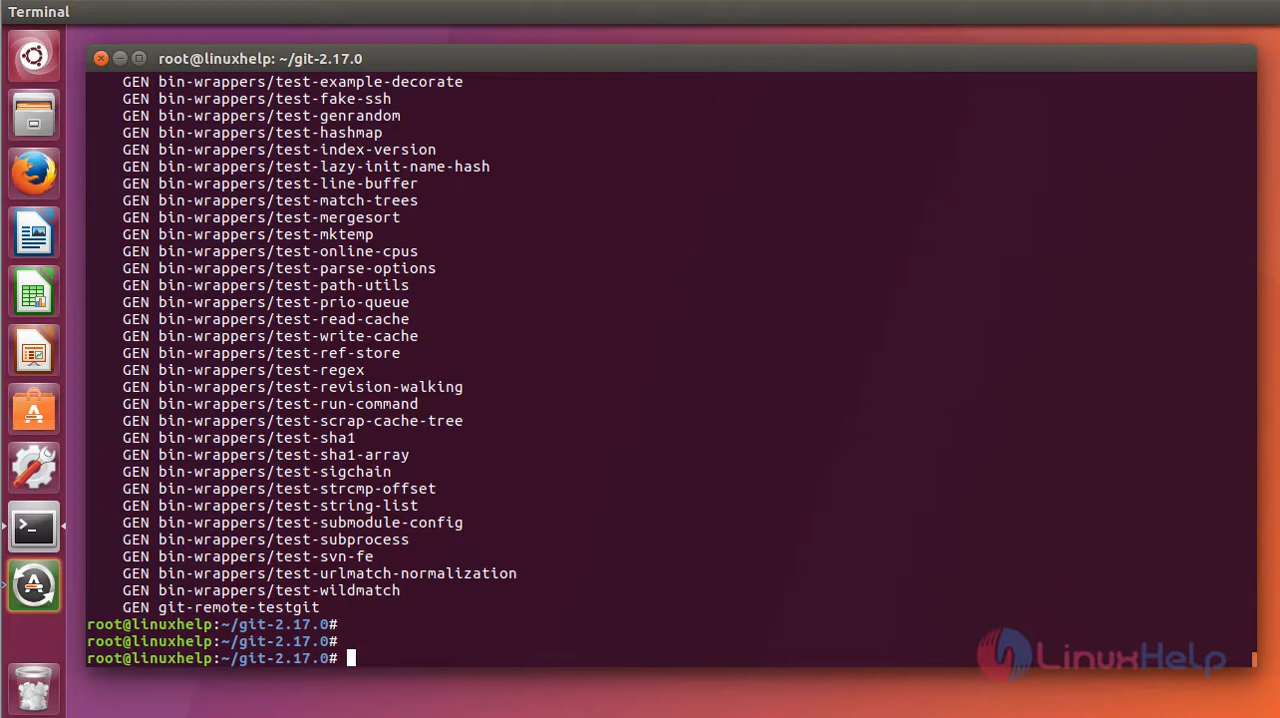 Terminal
root@linuxhelp: ~/git-2.17.0
GEN bin-wrappers/test-example-decorate
GEN bin-wrappers/test-fake-ssh
GEN bin-wrappers/test-genrandom
GEN bin-wrappers/test-hashmap
GEN bin-wrappers/test-index-version
GEN bin-wrappers/test-lazy-init-name-hash
GEN bin-wrappers/test-line-buffer
GEN bin-wrappers/test-match-trees
GEN bin-wrappers/test-mergesort
GEN bin-wrappers/test-mktemp
GEN bin-wrappers/test-online-cpus
GEN bin-wrappers/test-parse-options
GEN bin-wrappers/test-path-utils
GEN bin-wrappers/test-prio-queue
GEN bin-wrappers/test-read-cache
GEN bin-wrappers/test-write-cache
GEN bin-wrappers/test-ref-store
GEN bin-wrappers/test-regex
GEN bin-wrappers/test-revision-walking
GEN bin-wrappers/test-run-command
GEN bin-wrappers/test-scrap-cache-tree
GEN bin-wrappers/test-sha1
GEN bin-wrappers/test-sha1-array
GEN bin-wrappers/test-sigchain
GEN bin-wrappers/test-strcmp-offset
GEN bin-wrappers/test-string-list
GEN bin-wrappers/test-submodule-config
GEN bin-wrappers/test-subprocess
GEN bin-wrappers/test-svn-fe
GEN bin-wrappers/test-urlmatch-normalization
GEN bin-wrappers/test-wildmatch
GEN git-remote-testgit
root@linuxhelp:~/git-2.17.0#
root@linuxhelp:~/git-2.17.0#
root@linuxhelp:~/git-2.17.0#
LinuxHelp